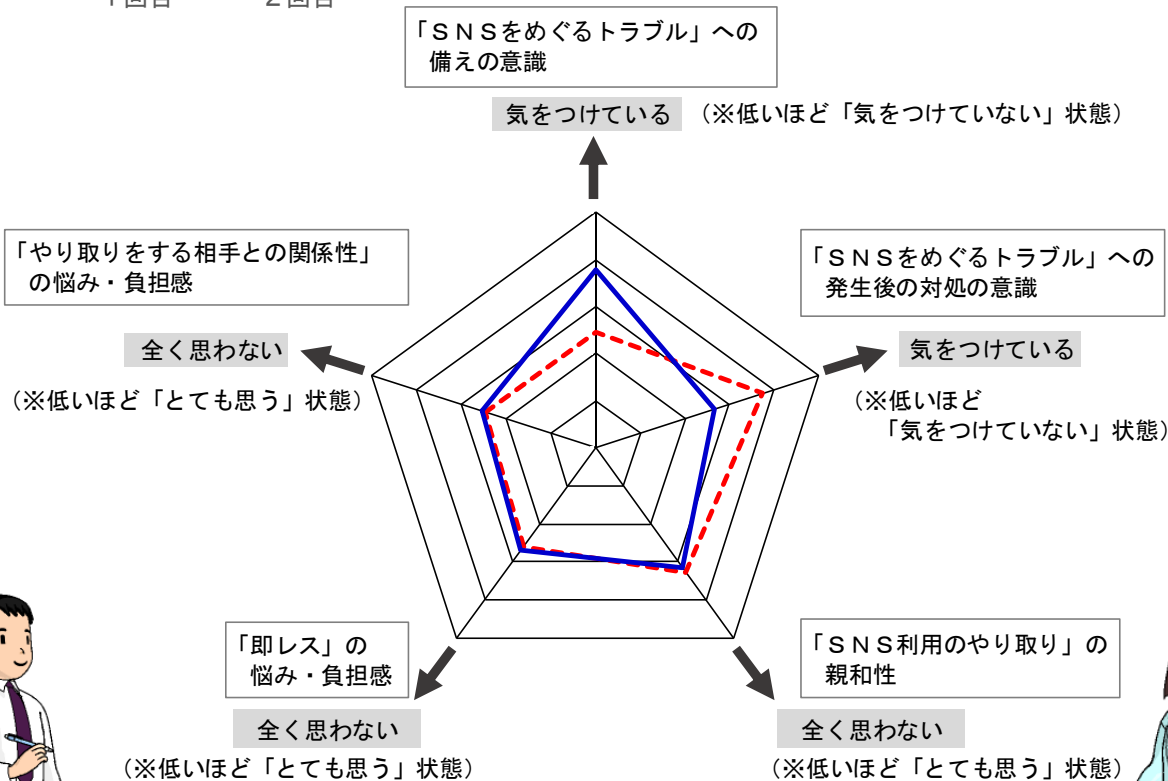 １回目　２回目
「ＳＮＳをめぐるトラブル」への
備えの意識
気をつけている （※低いほど「気をつけていない」状態）
「やり取りをする相手との関係性」
の悩み・負担感
全く思わない
（※低いほど「とても思う」状態）
「ＳＮＳをめぐるトラブル」への
発生後の対処の意識
気をつけている
（※低いほど
「気をつけていない」状態）
「即レス」の
悩み・負担感
全く思わない
（※低いほど「とても思う」状態）
「ＳＮＳ利用のやり取り」の
親和性
全く思わない
（※低いほど「とても思う」状態）